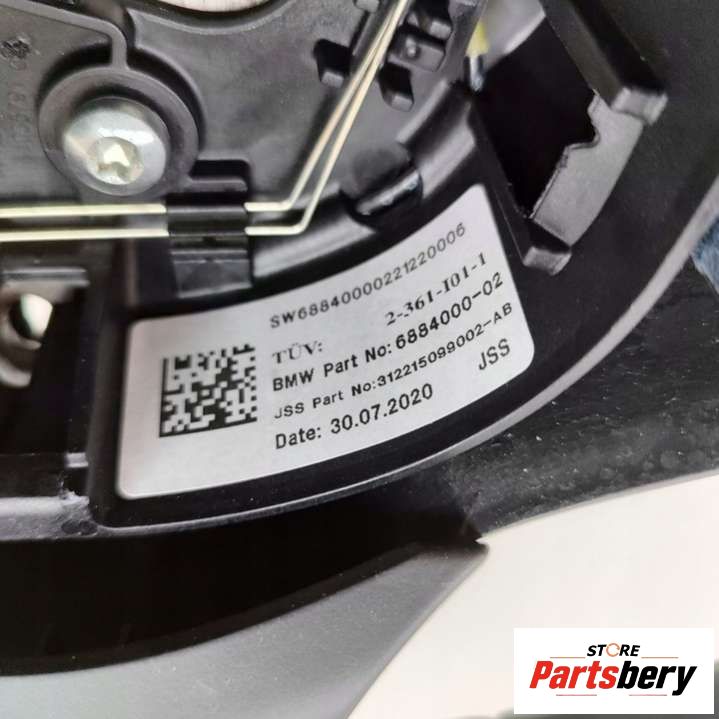 SW68840000221220006
TÜV: 2-361-101-1
BMW Part No: 6884000-02
JSS Part No:312215099002-AB
Date: 30.07.2020 JSS
STORE
Partsbery